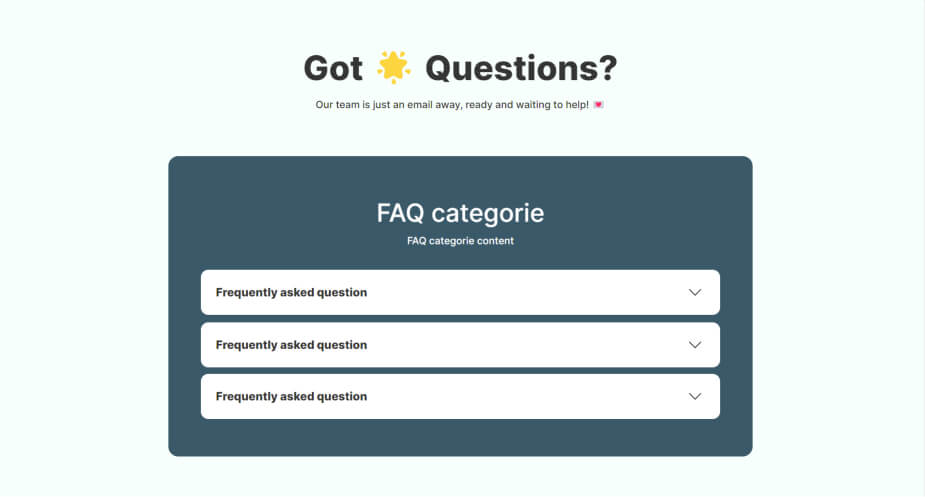 Got 🌟 Questions?
Our team is just an email away, ready and waiting to help! 💌
FAQ categorie
FAQ categorie content
Frequently asked question
Frequently asked question
Frequently asked question